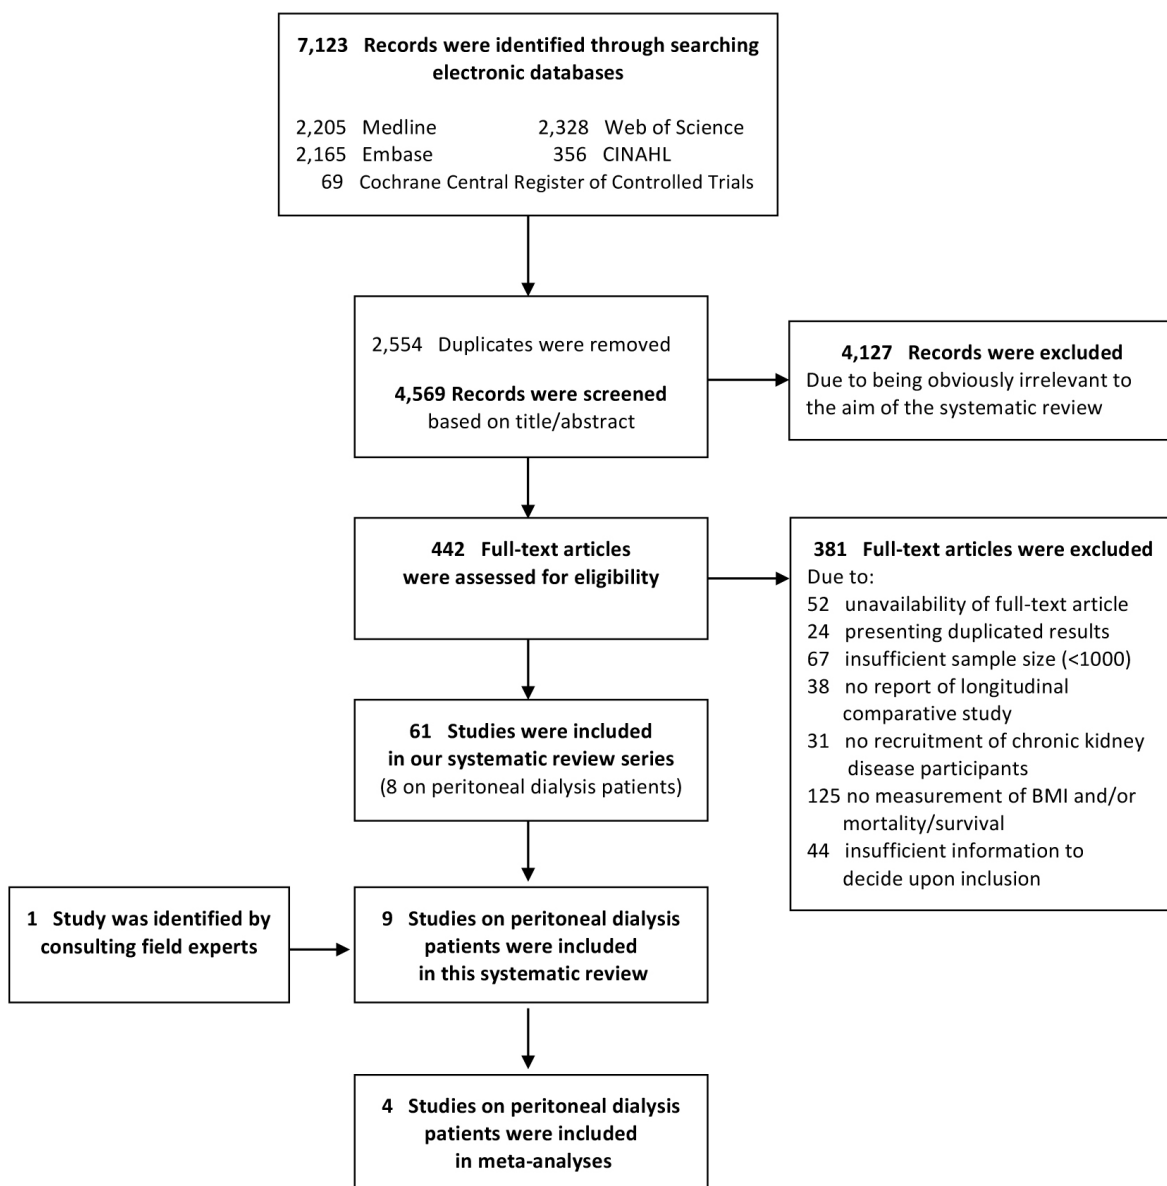 7,123 Records were identified through searching
electronic databases
2,205 Medline 2,328 Web of Science
2,165 Embase 356 CINAHL
69 Cochrane Central Register of Controlled Trials
2,554 Duplicates were removed
4,569 Records were screened
based on title/abstract
4,127 Records were excluded
Due to being obviously irrelevant to
the aim of the systematic review
442 Full-text articles
were assessed for eligibility
381 Full-text articles were excluded
Due to:
52 unavailability of full-text article
24 presenting duplicated results
67 insufficient sample size (<1000)
38 no report of longitudinal
comparative study
31 no recruitment of chronic kidney
disease participants
125 no measurement of BMI and/or
mortality/survival
44 insufficient information to
decide upon inclusion
61 Studies were included
in our systematic review series
(8 on peritoneal dialysis patients)
1 Study was identified by
consulting field experts
9 Studies on peritoneal dialysis
patients were included
in this systematic review
4 Studies on peritoneal dialysis
patients were included
in meta-analyses